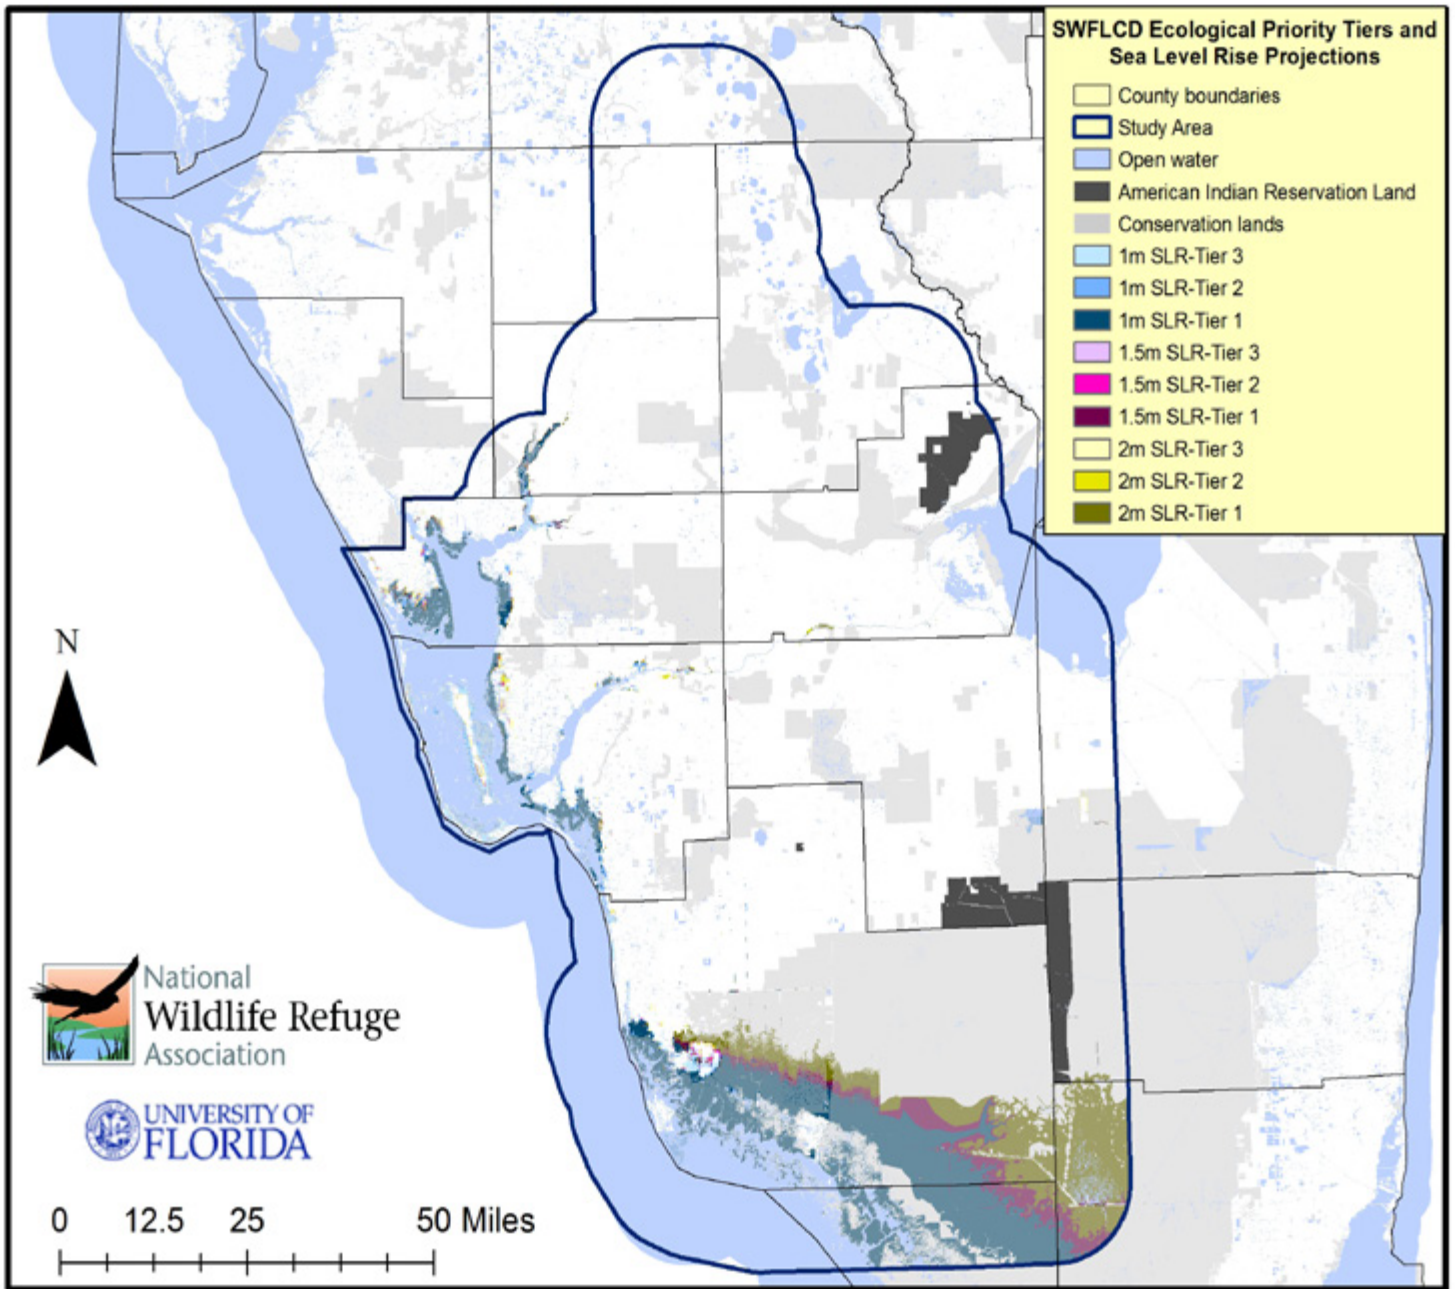 SWFLCD Ecological Priority Tiers and
Sea Level Rise Projections
County boundaries
Study Area
Open water
American Indian Reservation Land
Conservation lands
1m SLR-Tier 3
1m SLR-Tier 2
1m SLR-Tier 1
1.5m SLR-Tier 3
1.5m SLR-Tier 2
1.5m SLR-Tier 1
2m SLR-Tier 3
2m SLR-Tier 2
2m SLR-Tier 1
N
National
Wildlife Refuge
Association
UNIVERSITY OF
FLORIDA
0 12.5 25 50 Miles